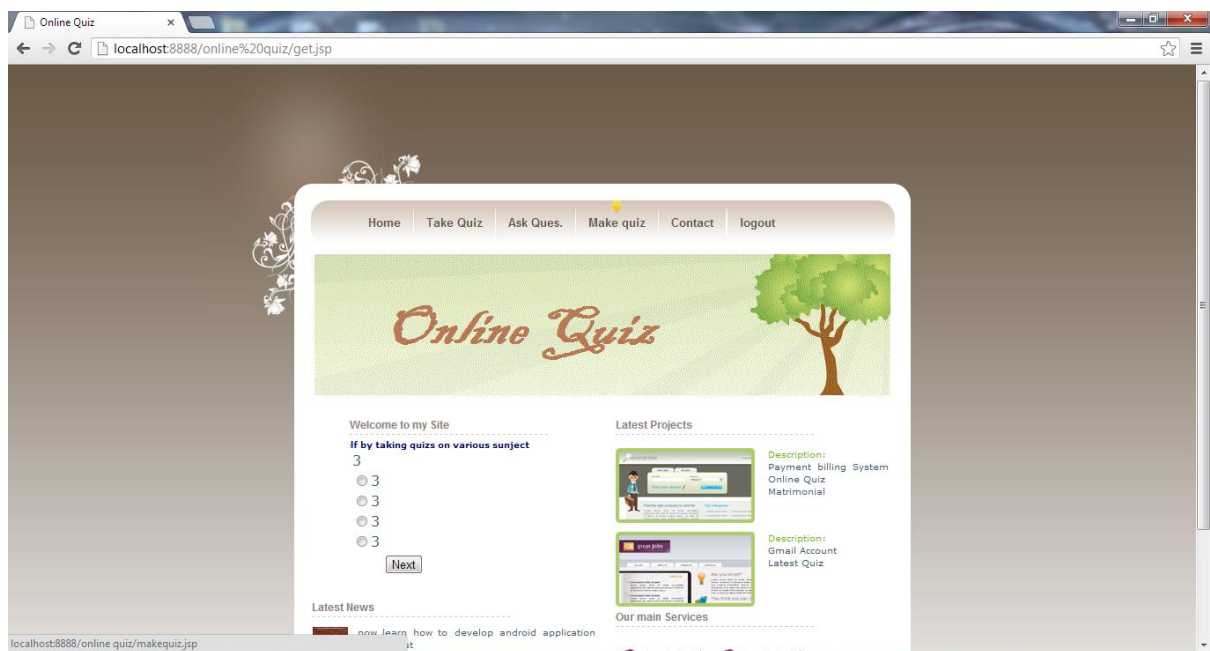 Online Quiz
localhost:8888/online%20quiz/get.jsp
Home Take Quiz Ask Ques. Make quiz Contact logout
Online Quiz
Welcome to my Site
If by taking quizs on various sunject
3
3
3
3
3
Next
Latest News
now learn how to develop android application
Latest Projects
Description:
Payment billing System
Online Quiz
Matrimonial
great jobs
Description:
Gmail Account
Latest Quiz
Our main Services
localhost:8888/online quiz/makequiz.jsp